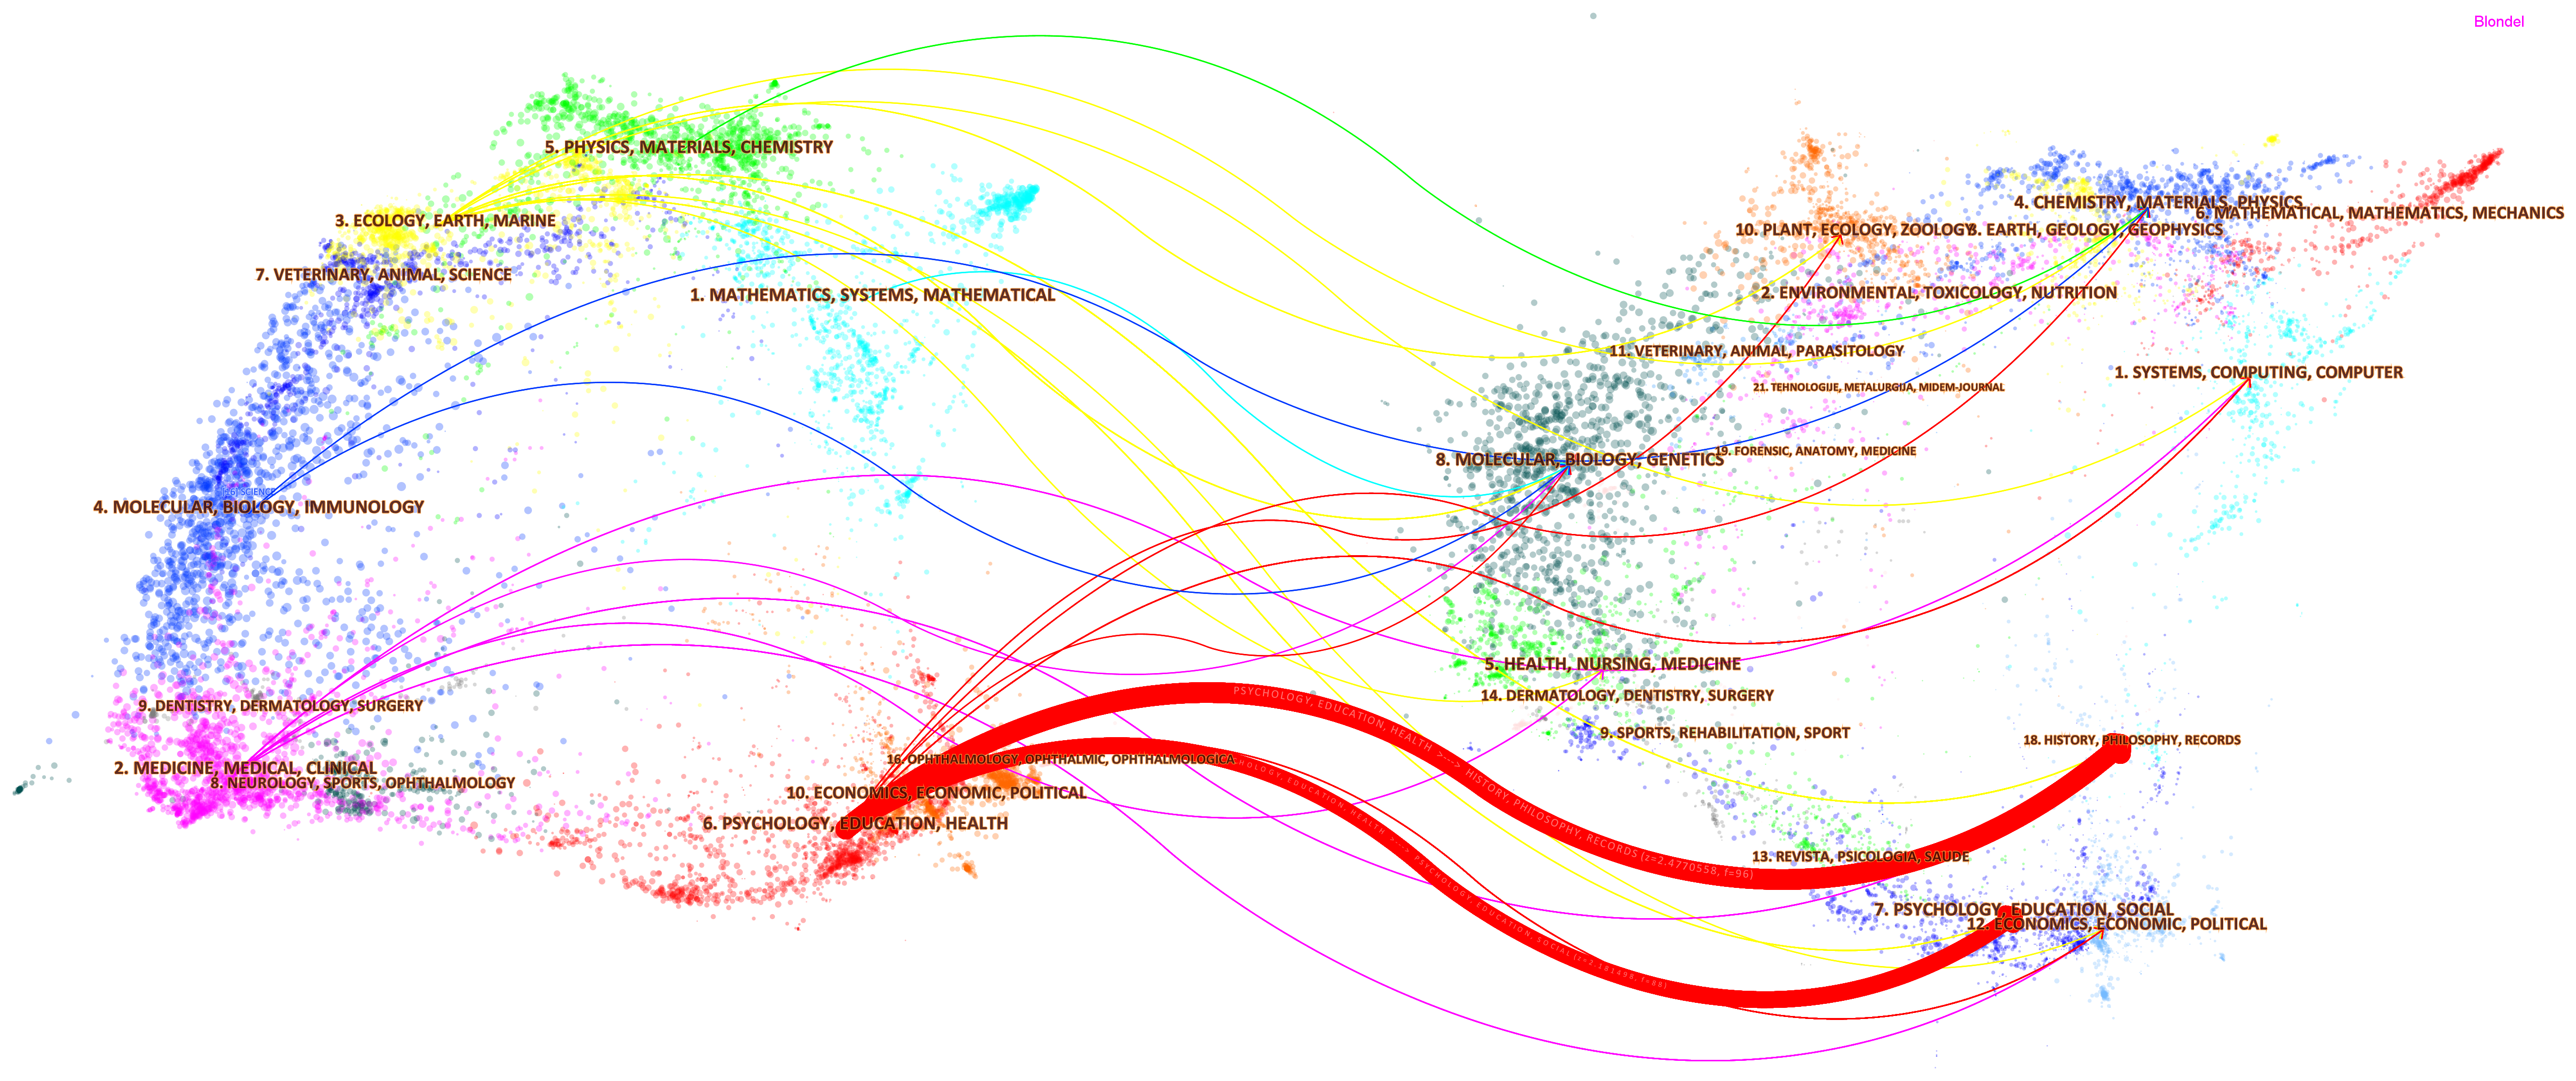 Blondel
5. PHYSICS, MATERIALS, CHEMISTRY
3. ECOLOGY, EARTH, MARINE
7. VETERINARY, ANIMAL, SCIENCE
1. MATHEMATICS, SYSTEMS, MATHEMATICAL
4. MOLECULAR, BIOLOGY, IMMUNOLOGY
9. DENTISTRY, DERMATOLOGY, SURGERY
2. MEDICINE, MEDICAL, CLINICAL
8. NEUROLOGY, SPORTS, OPHTHALMOLOGY
16. OPHTHALMOLOGY, OPHTHALMIC, OPHTHALMOLOGICA
10. ECONOMICS, ECONOMIC, POLITICAL
6. PSYCHOLOGY, EDUCATION, HEALTH
PSYCHOLOGY, EDUCATION, HEALTH >----> HISTORY, PHILOSOPHY, RECORDS (z=2.4770558, f=96)
PSYCHOLOGY, EDUCATION, HEALTH >----> PSYCHOLOGY, EDUCATION, SOCIAL (z=2.181498, f=88)
4. CHEMISTRY, MATERIALS, PHYSICS
6. MATHEMATICAL, MATHEMATICS, MECHANICS
10. PLANT, ECOLOGY, ZOOLOGY
3. EARTH, GEOLOGY, GEOPHYSICS
2. ENVIRONMENTAL, TOXICOLOGY, NUTRITION
11. VETERINARY, ANIMAL, PARASITOLOGY
1. SYSTEMS, COMPUTING, COMPUTER
21. TEHNOLOGIJE, METALURGIJA, MIDEM-JOURNAL
19. FORENSIC, ANATOMY, MEDICINE
8. MOLECULAR, BIOLOGY, GENETICS
5. HEALTH, NURSING, MEDICINE
14. DERMATOLOGY, DENTISTRY, SURGERY
9. SPORTS, REHABILITATION, SPORT
18. HISTORY, PHILOSOPHY, RECORDS
13. REVISTA, PSICOLOGIA, SAUDE
7. PSYCHOLOGY, EDUCATION, SOCIAL
12. ECONOMICS, ECONOMIC, POLITICAL